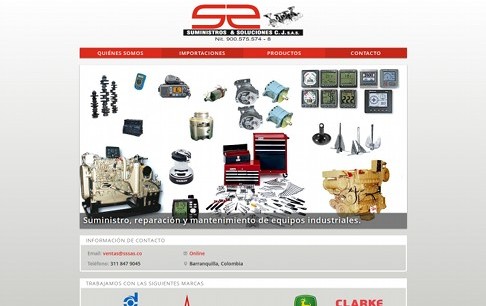 SUMINISTROS & SOLUCIONES C.J. S.A.S.
Nit. 900.575.574 - 6
QUIÉNES SOMOS IMPORTACIONES PRODUCTOS CONTACTO
Suministro, reparación y mantenimiento de equipos industriales.
INFORMACIÓN DE CONTACTO
Email: ventas@sssas.co Online
Teléfono: 311 847 9045 Barranquilla, Colombia
TRABAJAMOS CON LAS SIGUIENTES MARCAS
CLARKE